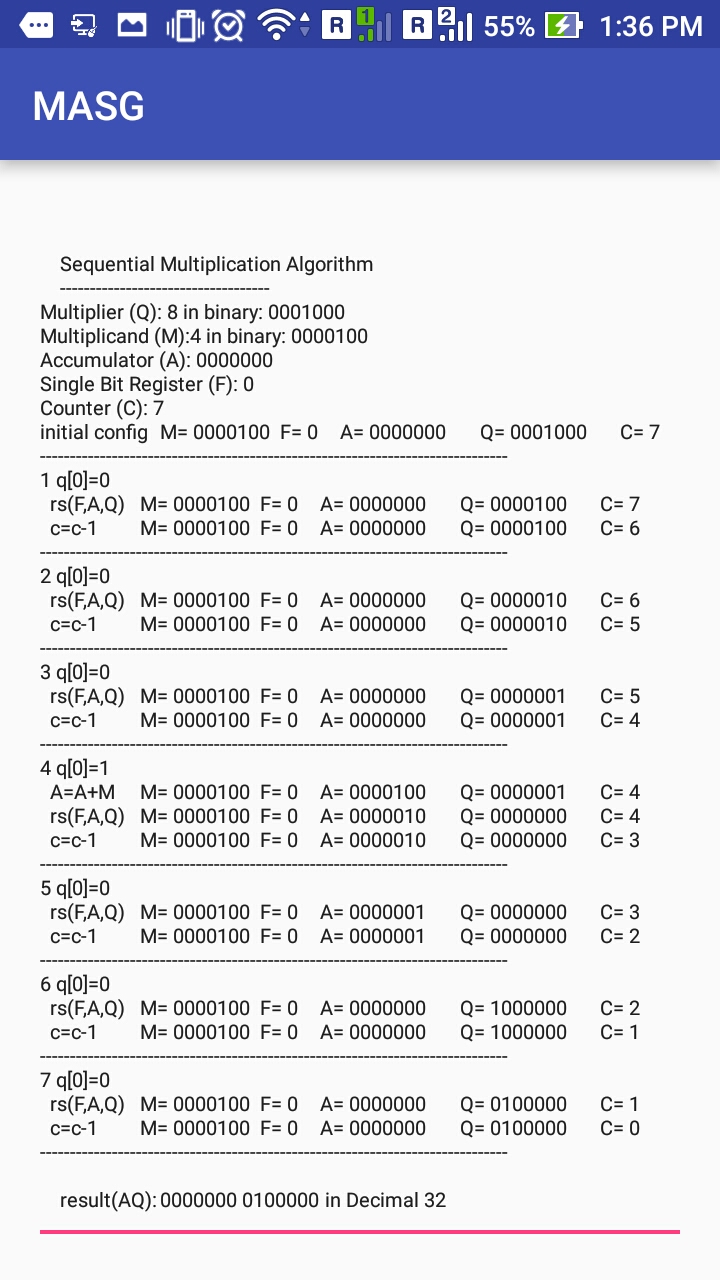 R 1 R 2 55% 1:36 PM
MASG
Sequential Multiplication Algorithm
-----------------------------------
Multiplier (Q): 8 in binary: 0001000
Multiplicand (M):4 in binary: 0000100
Accumulator (A): 0000000
Single Bit Register (F): 0
Counter (C): 7
initial config M= 0000100 F= 0 A= 0000000 Q= 0001000 C= 7
------------------------------------------------------------------------------
1 q[0]=0
rs(F,A,Q) M= 0000100 F= 0 A= 0000000 Q= 0000100 C= 7
c=c-1 M= 0000100 F= 0 A= 0000000 Q= 0000100 C= 6
------------------------------------------------------------------------------
2 q[0]=0
rs(F,A,Q) M= 0000100 F= 0 A= 0000000 Q= 0000010 C= 6
c=c-1 M= 0000100 F= 0 A= 0000000 Q= 0000010 C= 5
------------------------------------------------------------------------------
3 q[0]=0
rs(F,A,Q) M= 0000100 F= 0 A= 0000000 Q= 0000001 C= 5
c=c-1 M= 0000100 F= 0 A= 0000000 Q= 0000001 C= 4
------------------------------------------------------------------------------
4 q[0]=1
A=A+M M= 0000100 F= 0 A= 0000100 Q= 0000001 C= 4
rs(F,A,Q) M= 0000100 F= 0 A= 0000010 Q= 0000000 C= 4
c=c-1 M= 0000100 F= 0 A= 0000010 Q= 0000000 C= 3
------------------------------------------------------------------------------
5 q[0]=0
rs(F,A,Q) M= 0000100 F= 0 A= 0000001 Q= 0000000 C= 3
c=c-1 M= 0000100 F= 0 A= 0000001 Q= 0000000 C= 2
------------------------------------------------------------------------------
6 q[0]=0
rs(F,A,Q) M= 0000100 F= 0 A= 0000000 Q= 1000000 C= 2
c=c-1 M= 0000100 F= 0 A= 0000000 Q= 1000000 C= 1
------------------------------------------------------------------------------
7 q[0]=0
rs(F,A,Q) M= 0000100 F= 0 A= 0000000 Q= 0100000 C= 1
c=c-1 M= 0000100 F= 0 A= 0000000 Q= 0100000 C= 0
------------------------------------------------------------------------------
result(AQ): 0000000 0100000 in Decimal 32